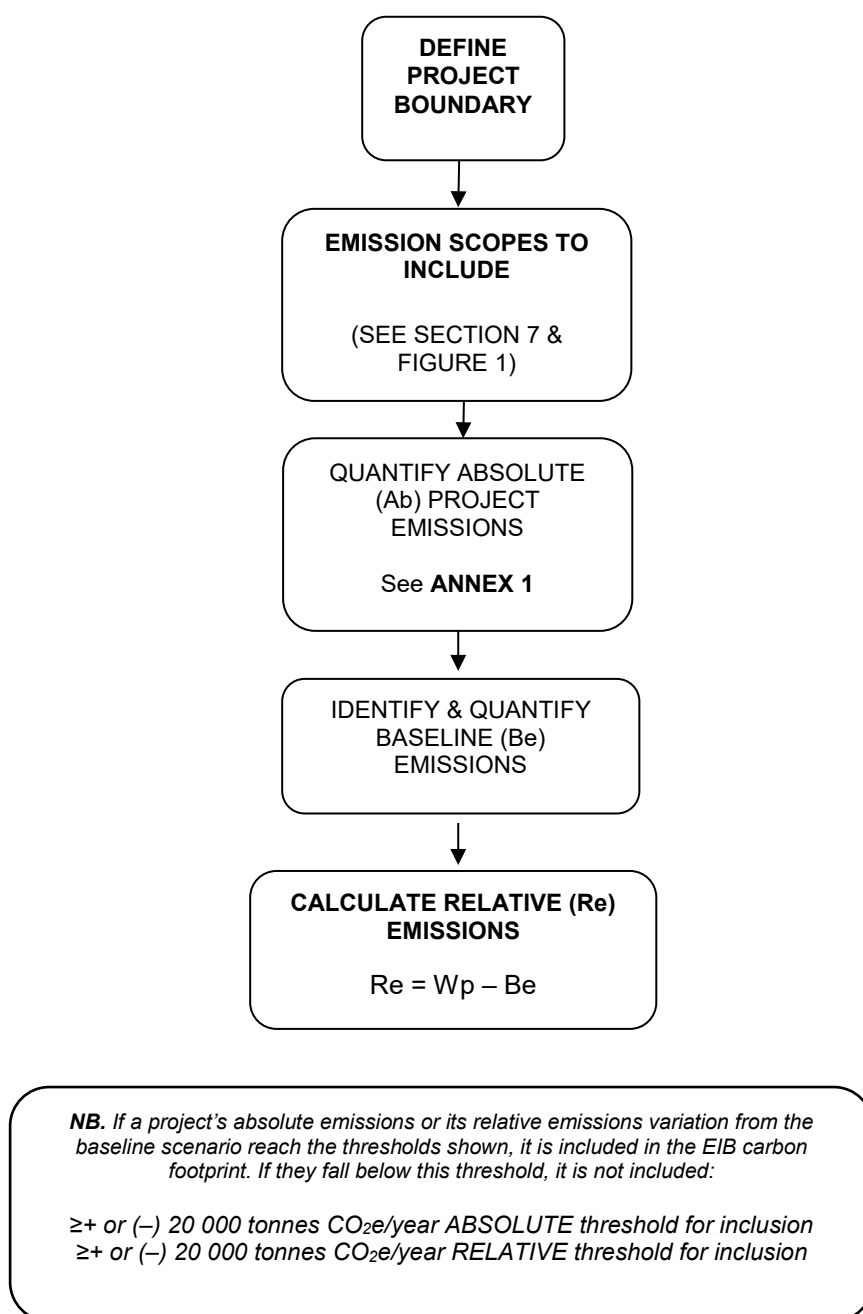 DEFINE
PROJECT
BOUNDARY
EMISSION SCOPES TO
INCLUDE
(SEE SECTION 7 &
FIGURE 1)
QUANTIFY ABSOLUTE
(Ab) PROJECT
EMISSIONS
See ANNEX 1
IDENTIFY & QUANTIFY
BASELINE (Be)
EMISSIONS
CALCULATE RELATIVE (Re)
EMISSIONS
Re = Wp – Be
NB. If a project's absolute emissions or its relative emissions variation from the
baseline scenario reach the thresholds shown, it is included in the EIB carbon
footprint. If they fall below this threshold, it is not included:
≥+ or (–) 20 000 tonnes CO₂e/year ABSOLUTE threshold for inclusion
≥+ or (–) 20 000 tonnes CO₂e/year RELATIVE threshold for inclusion